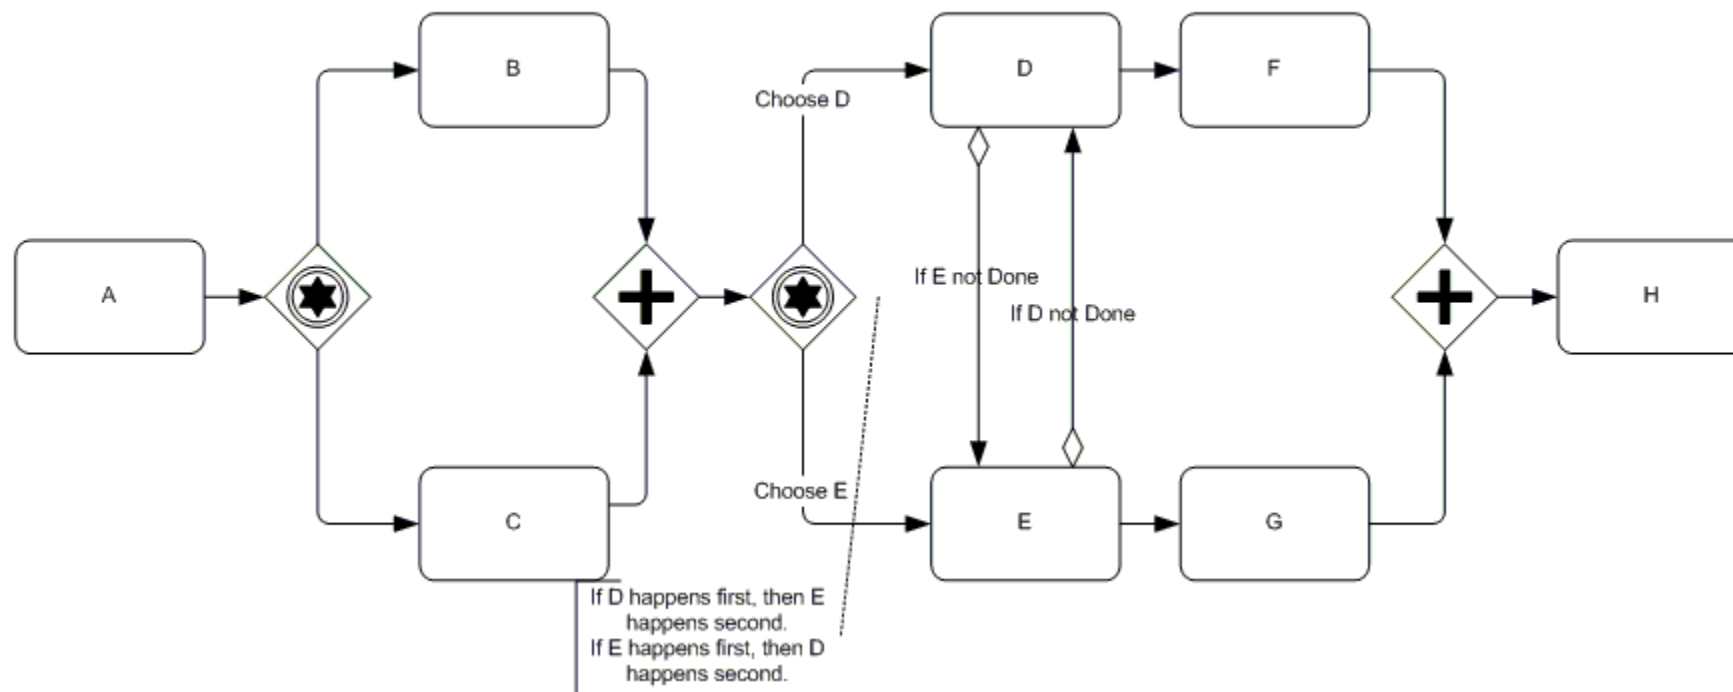 B
D
F
Choose D
A
If E not Done
If D not Done
H
Choose E
C
E
G
If D happens first, then E
happens second.
If E happens first, then D
happens second.